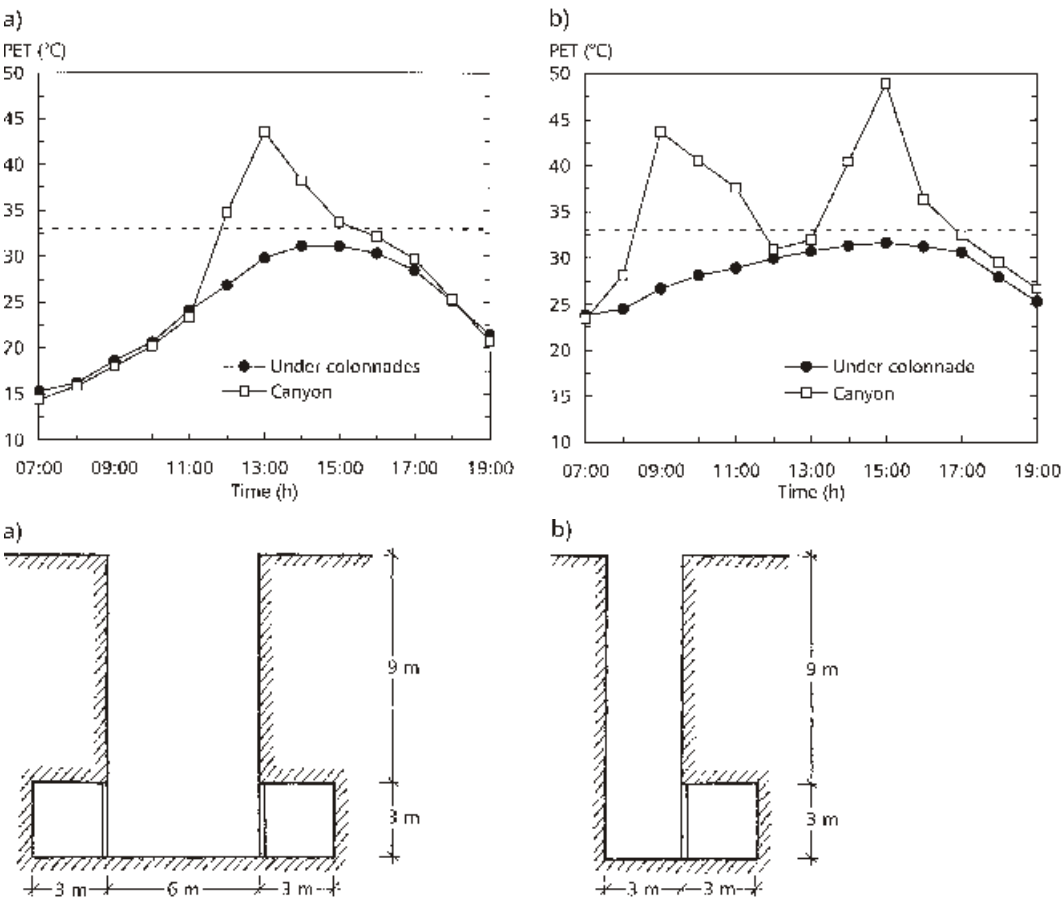 a)
PET (°C)
50
45
40
35
30
25
20
15
10
Under colonnades
Canyon
07:00 09:00 11:00 13:00 15:00 17:00 19:00
Time (h)
b)
PET (°C)
50
45
40
35
30
25
20
15
10
Under colonnade
Canyon
07:00 09:00 11:00 13:00 15:00 17:00 19:00
Time (h)
a)
9 m
3 m
3 m 6 m 3 m
b)
9 m
3 m
3 m 3 m